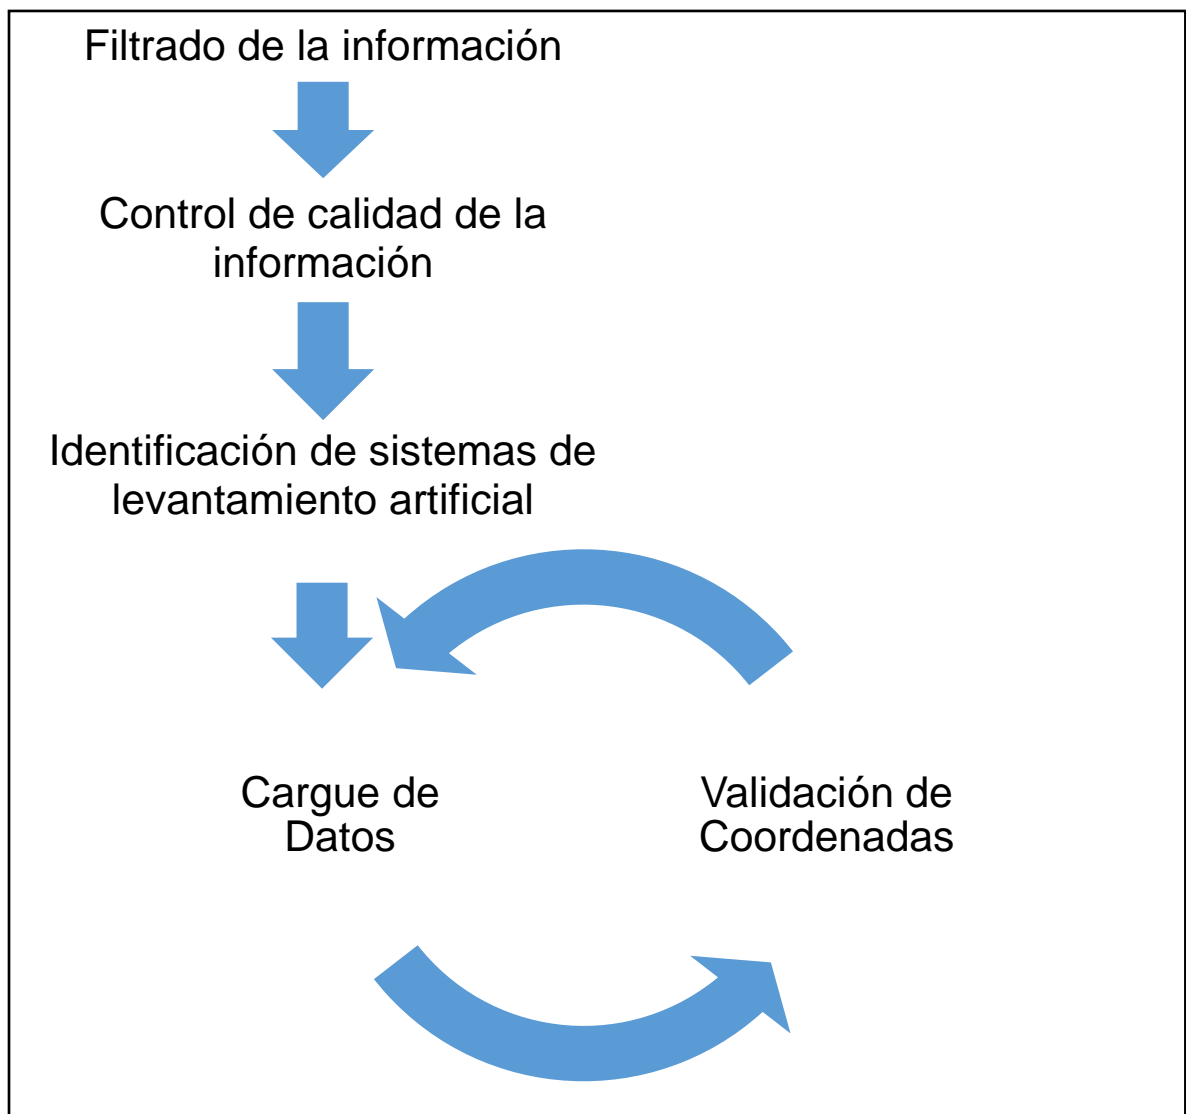 Filtrado de la información
Control de calidad de la
información
Identificación de sistemas de
levantamiento artificial
Cargue de
Datos
Validación de
Coordenadas